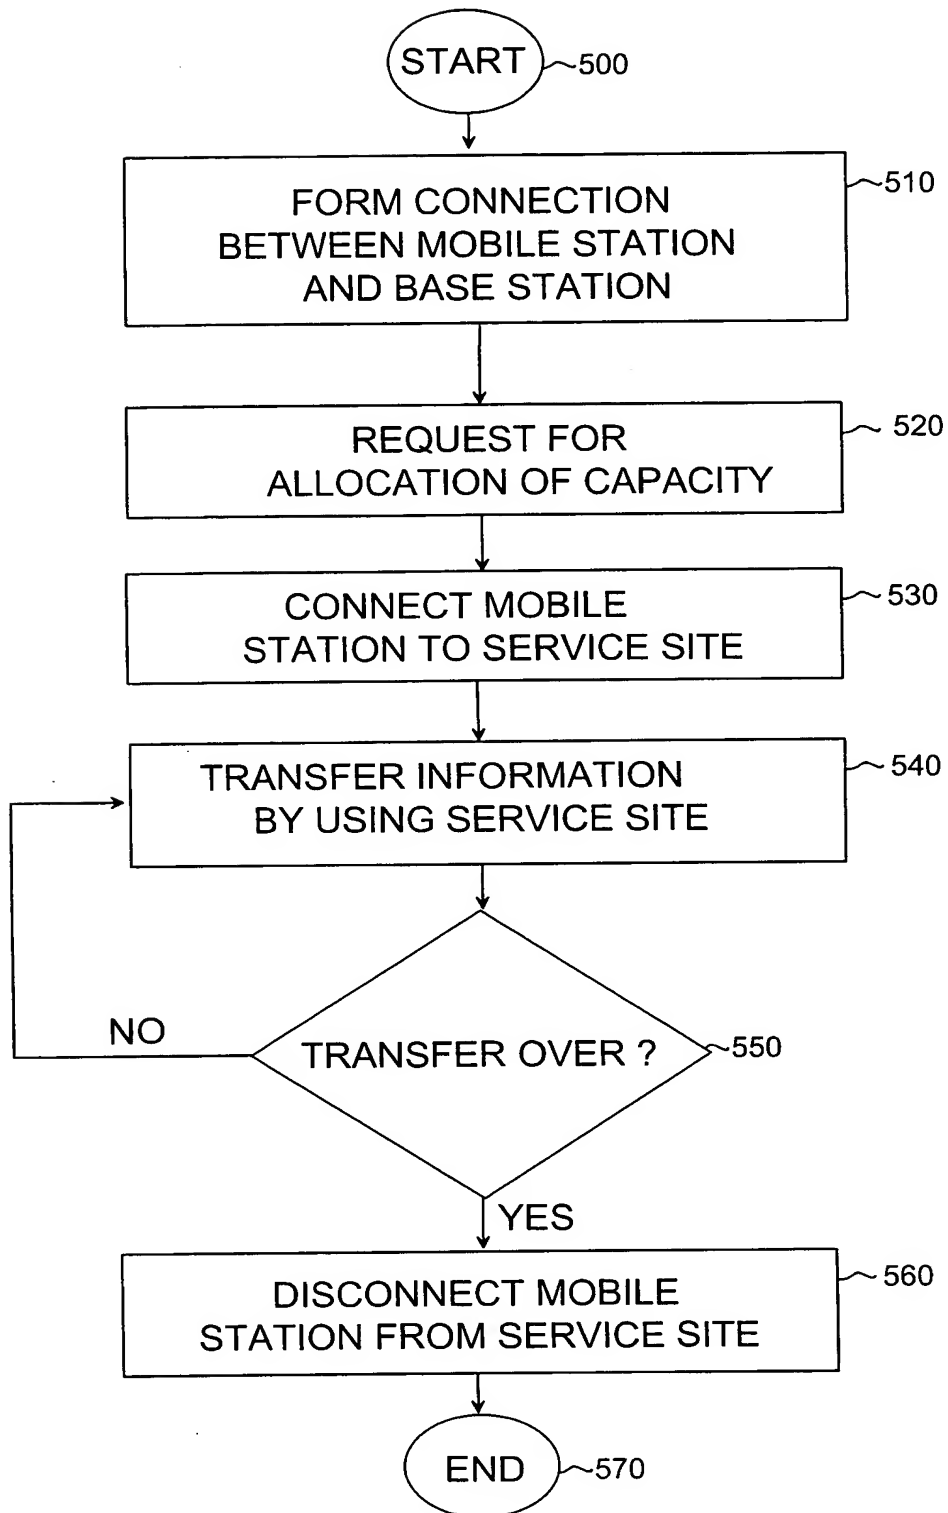 START
500
FORM CONNECTION
BETWEEN MOBILE STATION
AND BASE STATION
510
REQUEST FOR
ALLOCATION OF CAPACITY
520
CONNECT MOBILE
STATION TO SERVICE SITE
530
TRANSFER INFORMATION
BY USING SERVICE SITE
540
NO
TRANSFER OVER ?
550
YES
DISCONNECT MOBILE
STATION FROM SERVICE SITE
560
END
570